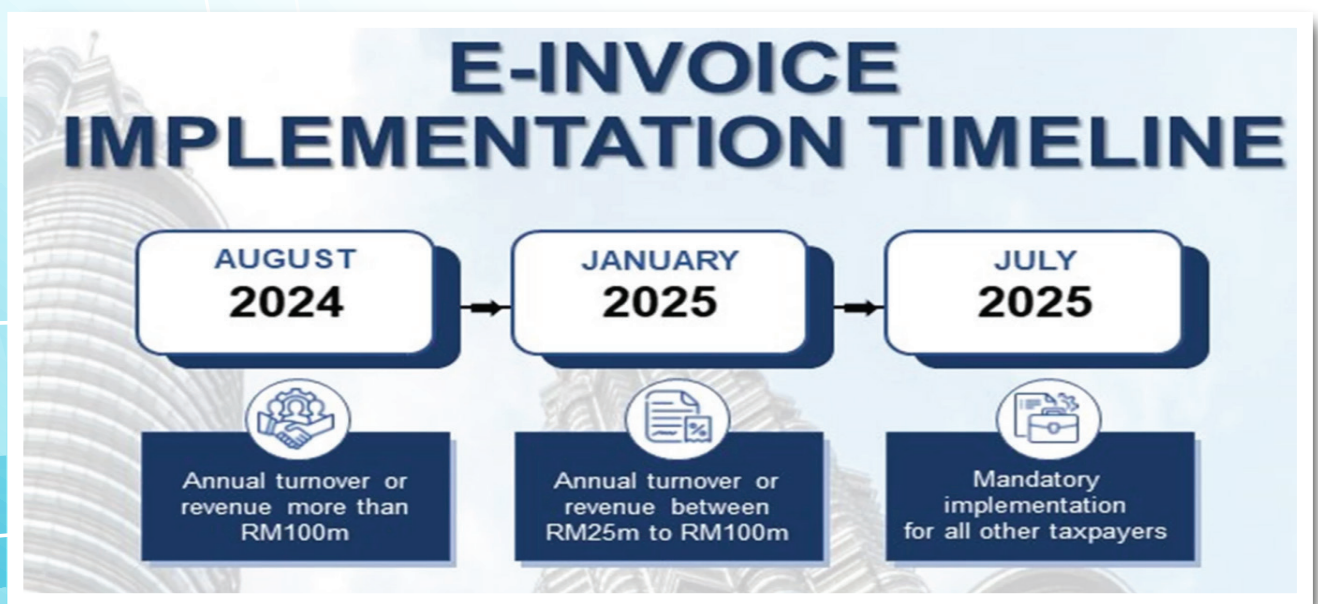 E-INVOICE
IMPLEMENTATION TIMELINE
AUGUST
2024
JANUARY
2025
JULY
2025
Annual turnover or
revenue more than
RM100m
Annual turnover or
revenue between
RM25m to RM100m
Mandatory
implementation
for all other taxpayers